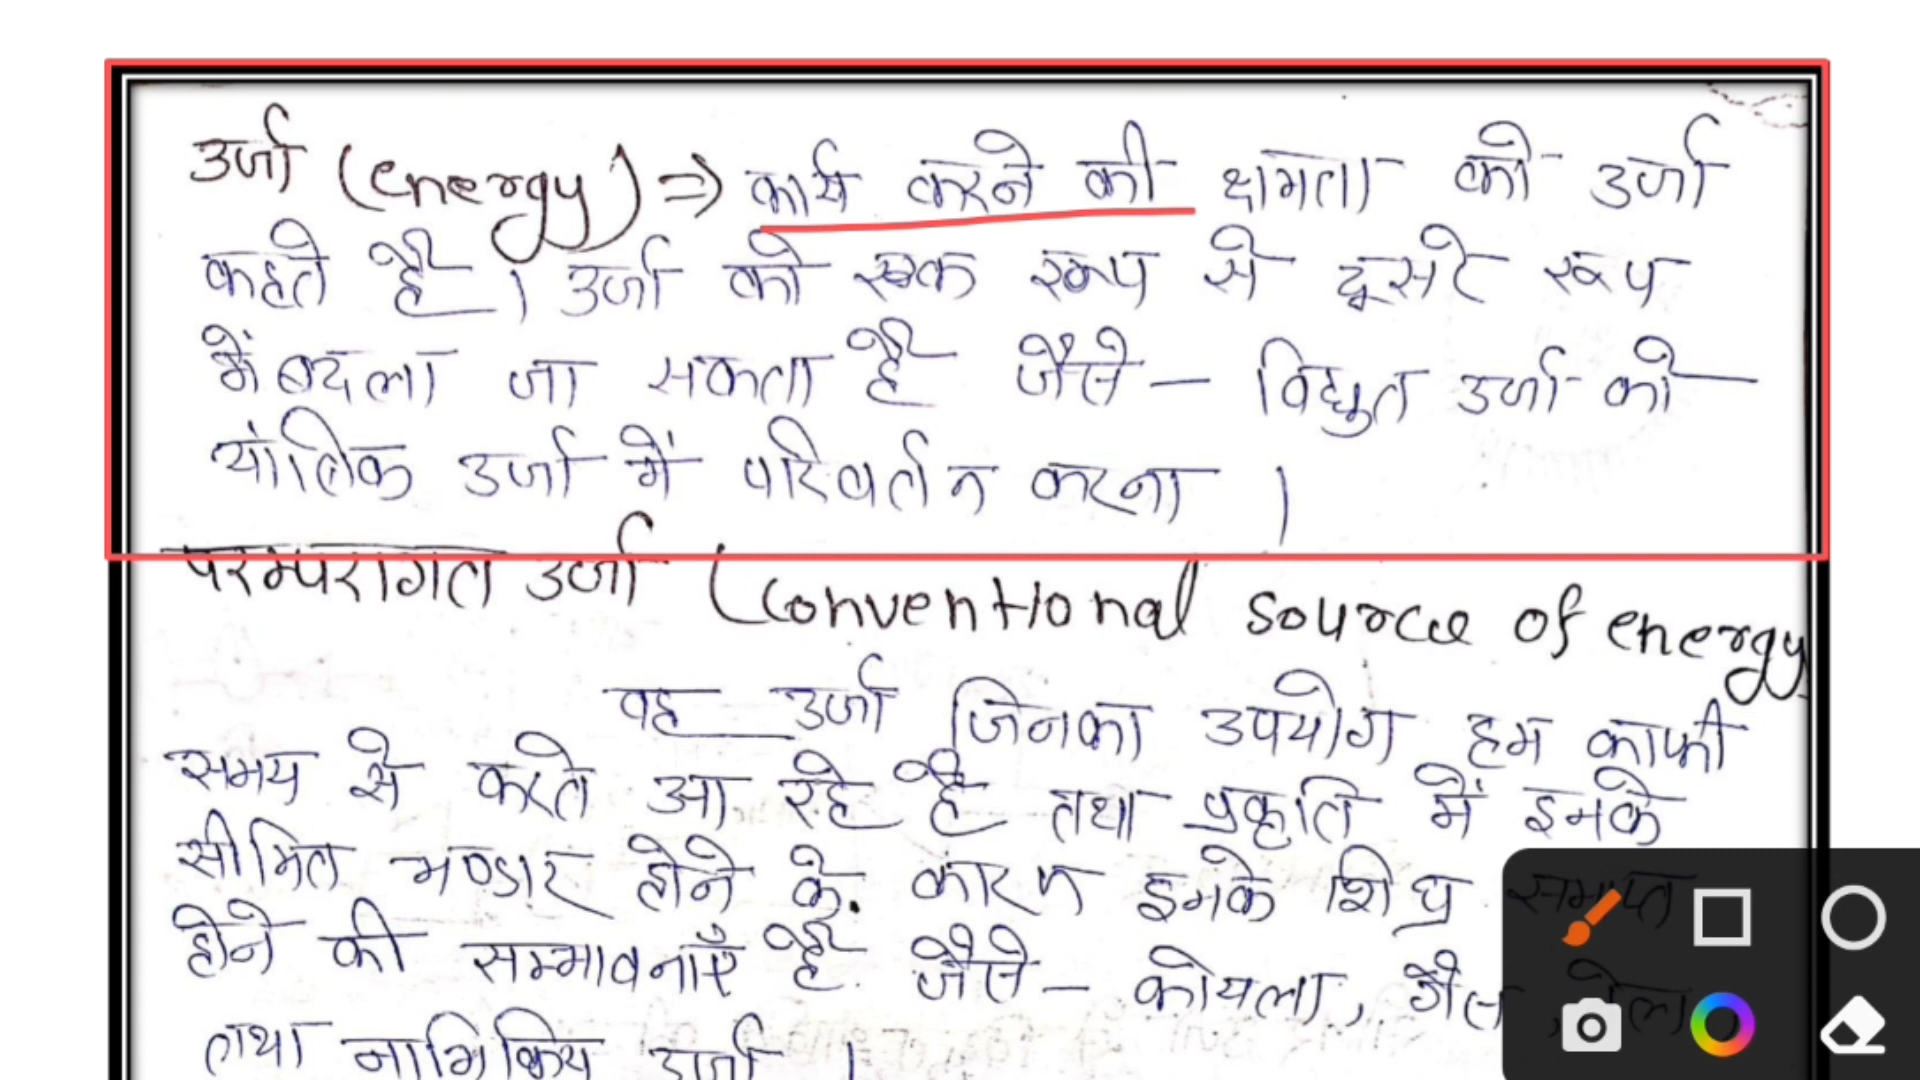 उर्जा (energy) ⇒ कार्य करने की क्षमता को उर्जा
कहते है। उर्जा को एक रूप से दूसरे रूप
में बदला जा सकता है जैसे – विद्युत उर्जा को
यांत्रिक उर्जा में परिवर्तन करना ।
परम्परागत उर्जा (Conventional source of energy
वह उर्जा जिनका उपयोग हम काफी
समय से करते आ रहे है तथा प्रकृति में इनके
सीमित भण्डार होने के कारण इनके शिघ्र समाप्त
होने की सम्भावनाएँ है जैसे – कोयला, गैस, तेल
तथा नाभिकिय उर्जा ।